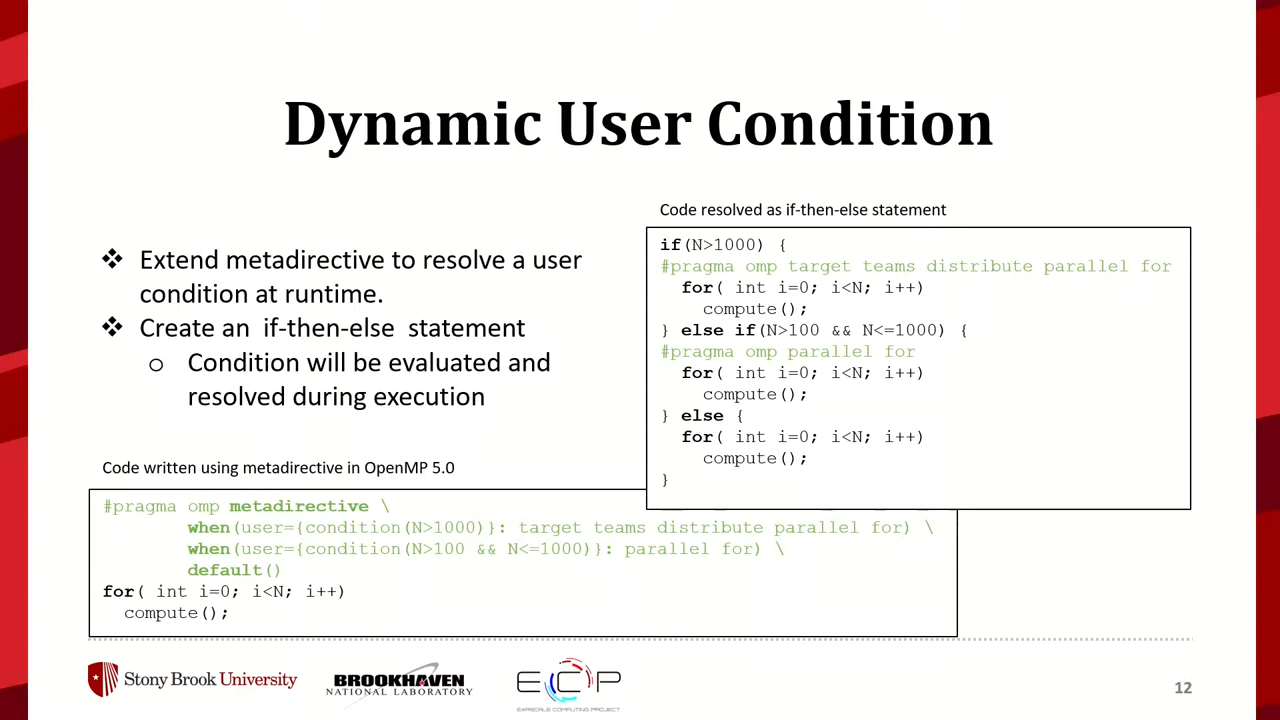 Dynamic User Condition
❖ Extend metadirective to resolve a user
condition at runtime.
❖ Create an if-then-else statement
o Condition will be evaluated and
resolved during execution
Code resolved as if-then-else statement
if(N>1000) {
#pragma omp target teams distribute parallel for
for( int i=0; i<N; i++)
compute();
} else if(N>100 && N<=1000) {
#pragma omp parallel for
for( int i=0; i<N; i++)
compute();
} else {
for( int i=0; i<N; i++)
compute();
}
Code written using metadirective in OpenMP 5.0
#pragma omp metadirective \
when(user={condition(N>1000)}: target teams distribute parallel for) \
when(user={condition(N>100 && N<=1000)}: parallel for) \
default()
for( int i=0; i<N; i++)
compute();
Stony Brook University
BROOKHAVEN
NATIONAL LABORATORY
ECP
EXASCALE COMPUTING PROJECT
12